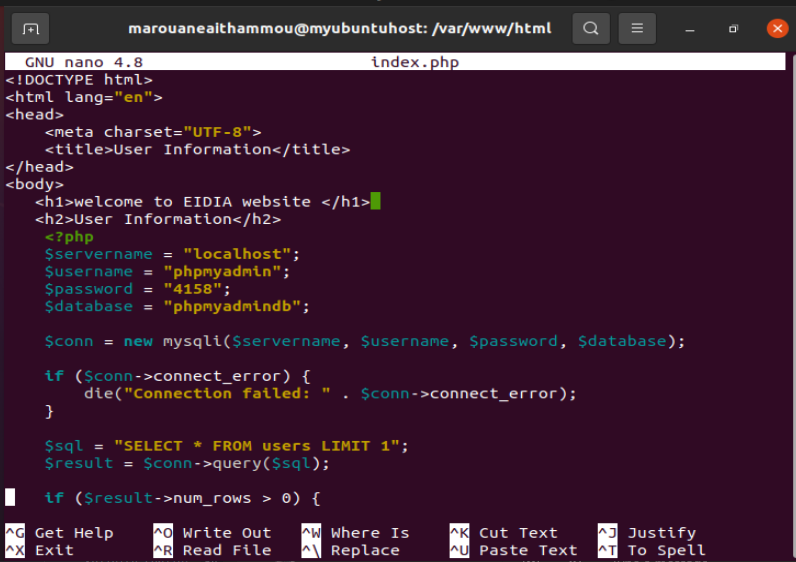 marouaneaithammou@myubuntuhost: /var/www/html
GNU nano 4.8 index.php
<!DOCTYPE html>
<html lang="en">
<head>
    <meta charset="UTF-8">
    <title>User Information</title>
</head>
<body>
   <h1>welcome to EIDIA website </h1>
   <h2>User Information</h2>
    <?php
    $servername = "localhost";
    $username = "phpmyadmin";
    $password = "4158";
    $database = "phpmyadmindb";
    $conn = new mysqli($servername, $username, $password, $database);
    if ($conn->connect_error) {
        die("Connection failed: " . $conn->connect_error);
    }
    $sql = "SELECT * FROM users LIMIT 1";
    $result = $conn->query($sql);
    if ($result->num_rows > 0) {
^G Get Help ^O Write Out ^W Where Is ^K Cut Text ^J Justify
^X Exit ^R Read File ^\ Replace ^U Paste Text ^T To Spell